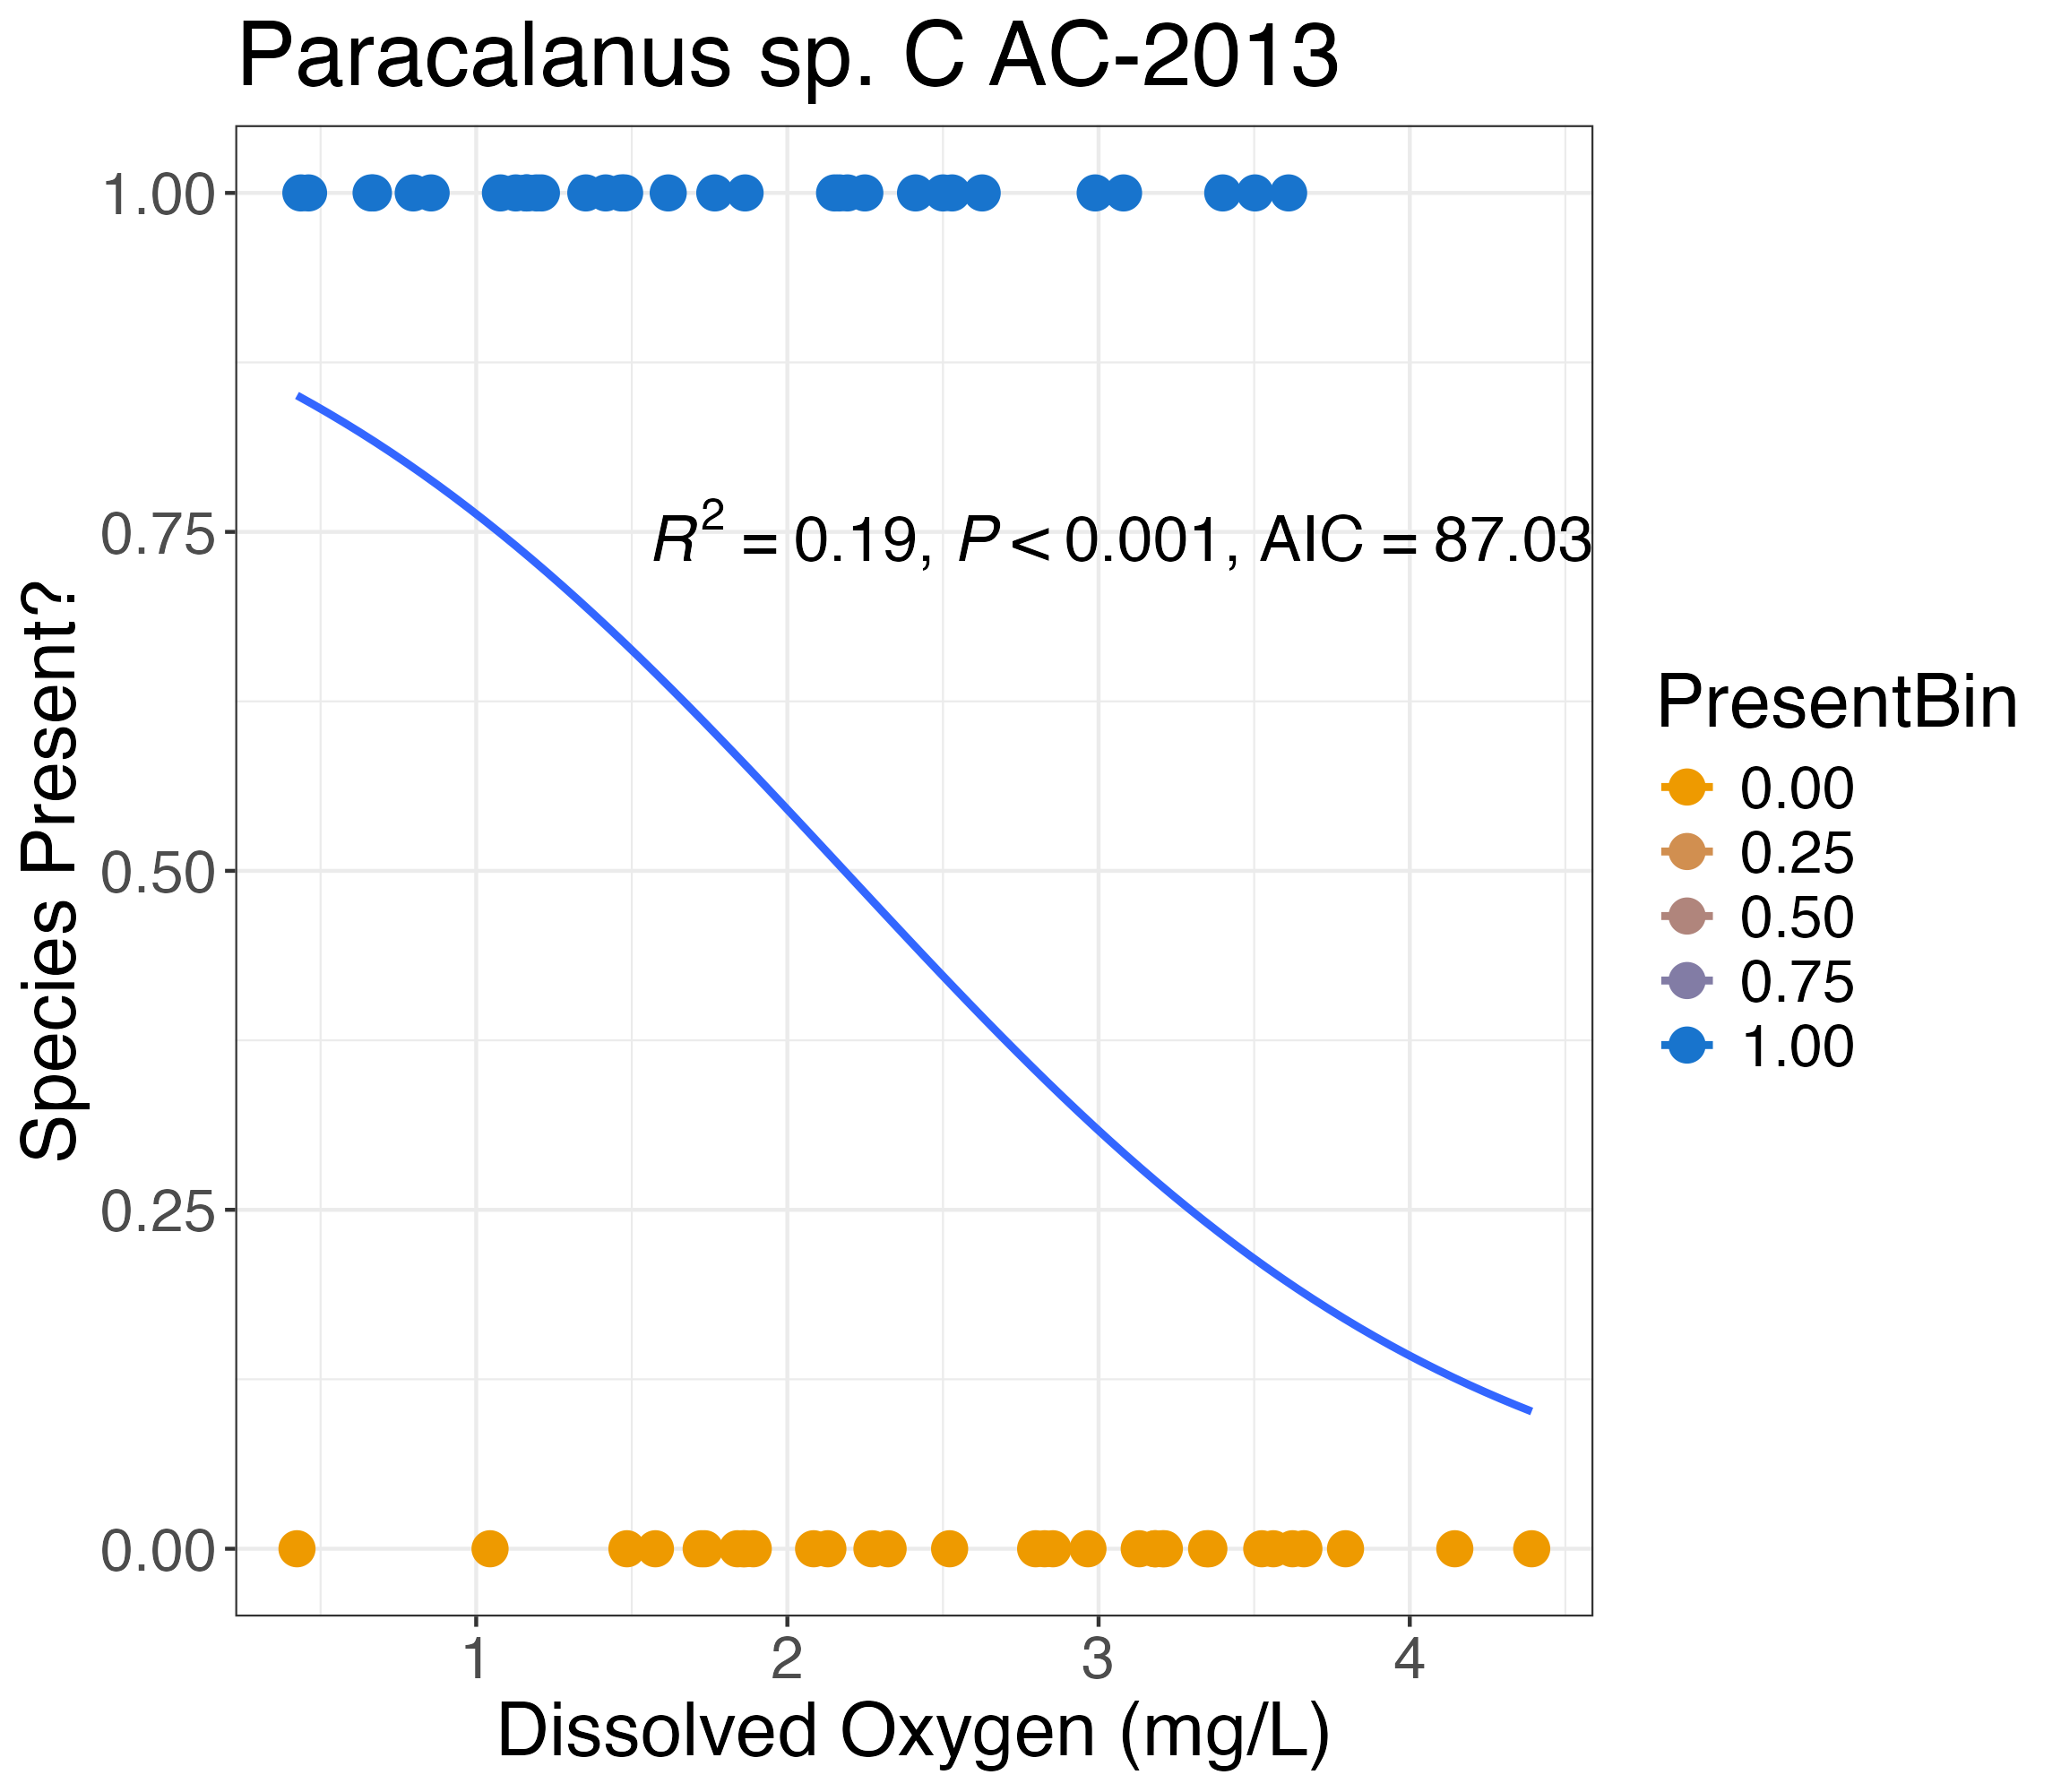 Paracalanus sp. C AC-2013
Species Present?
1.00
0.75
0.50
0.25
0.00
R² = 0.19, P < 0.001, AIC = 87.03
1 2 3 4
Dissolved Oxygen (mg/L)
PresentBin
0.00
0.25
0.50
0.75
1.00